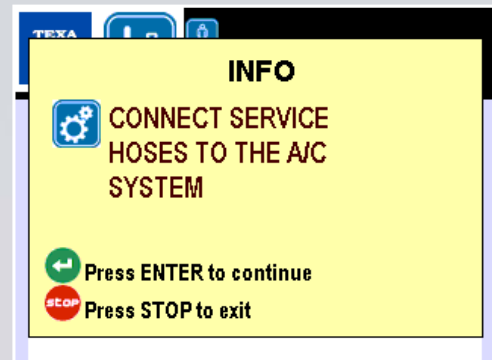 TEXA
INFO
CONNECT SERVICE
HOSES TO THE A/C
SYSTEM
Press ENTER to continue
STOP
Press STOP to exit